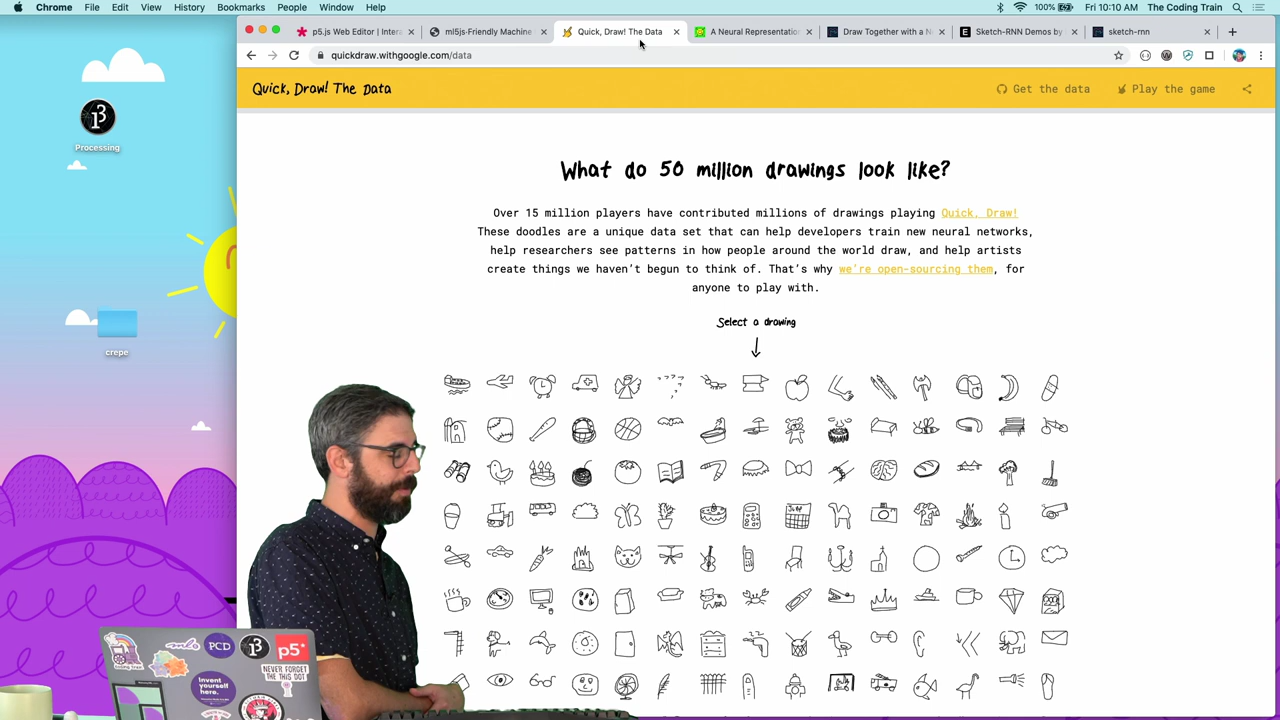 Chrome File Edit View History Bookmarks People Window Help
100% Fri 10:10 AM The Coding Train
p5.js Web Editor | Intera
ml5js·Friendly Machine
Quick, Draw! The Data
A Neural Representation
Draw Together with a N
Sketch-RNN Demos by
sketch-rnn
quickdraw.withgoogle.com/data
Quick, Draw! The Data
Get the data
Play the game
Processing
crepe
What do 50 million drawings look like?
Over 15 million players have contributed millions of drawings playing Quick, Draw!
These doodles are a unique data set that can help developers train new neural networks,
help researchers see patterns in how people around the world draw, and help artists
create things we haven't begun to think of. That's why we're open-sourcing them, for
anyone to play with.
Select a drawing
PCD
p5*
NEVER FORGET
THE THIS DOT
Invent
yourself
here.